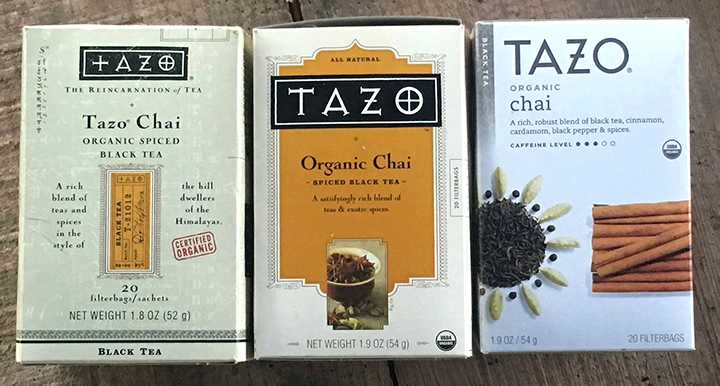 TAZO
THE REINCARNATION of TEA
Tazo® Chai
ORGANIC SPICED
BLACK TEA
A rich
blend of
teas and
spices
in the
style of
TAZO
BLACK TEA
T-21012
the hill
dwellers
of the
Himalayas.
CERTIFIED
ORGANIC
20
filterbags/sachets
NET WEIGHT 1.8 OZ (52 g)
BLACK TEA
ALL NATURAL
TAZO
Organic Chai
- SPICED BLACK TEA -
A satisfyingly rich blend of
teas & exotic spices.
20 FILTERBAGS
NET WEIGHT 1.9 OZ (54 g)
USDA
ORGANIC
BLACK TEA
TAZO®
ORGANIC
chai
A rich, robust blend of black tea, cinnamon,
cardamom, black pepper & spices.
CAFFEINE LEVEL
USDA
ORGANIC
1.9 OZ / 54 g
20 FILTERBAGS